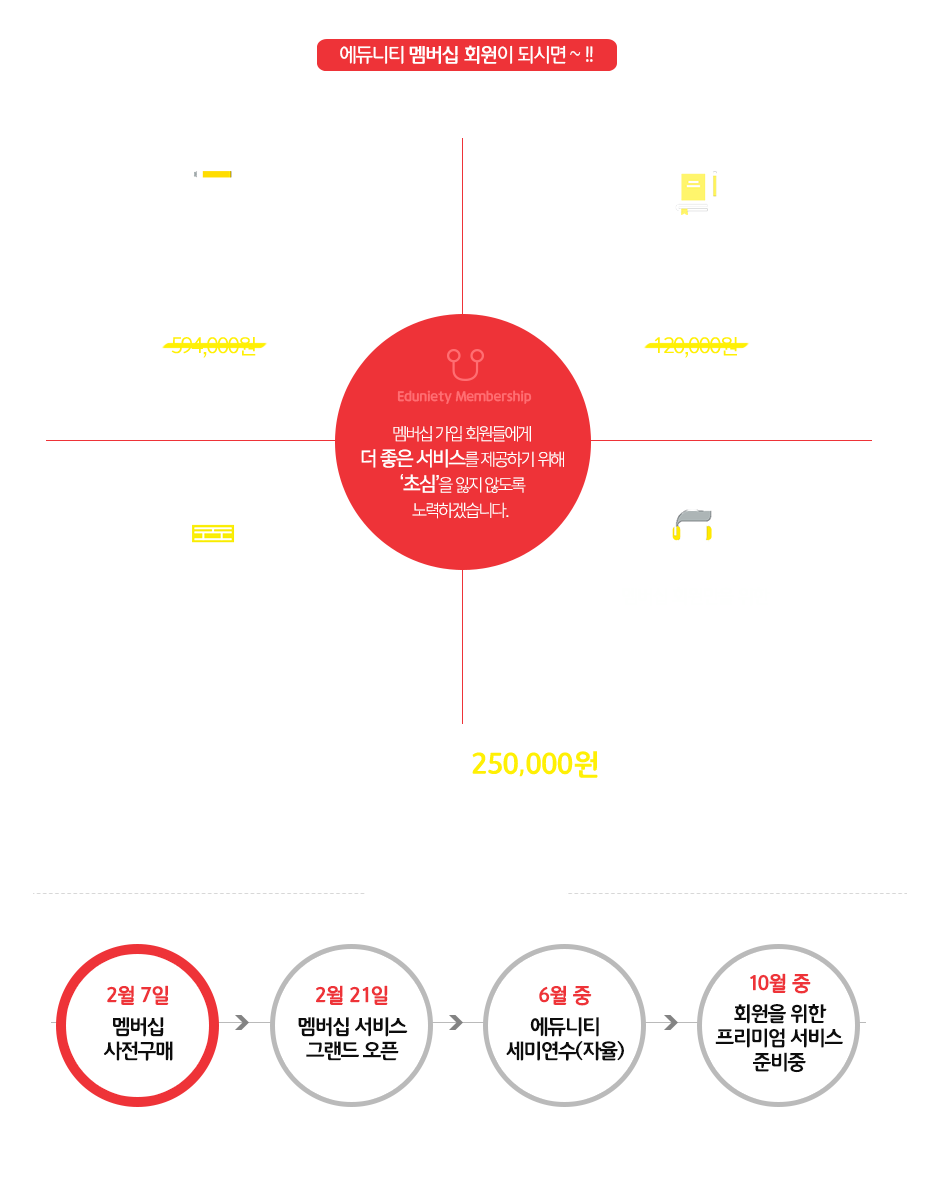 에듀니티 멤버십 회원이 되시면 ~ !!
594,000원
120,000원
Eduniety Membership
멤버십 가입 회원들에게
더 좋은 서비스를 제공하기 위해
‘초심’을 잃지 않도록
노력하겠습니다.
250,000원
2월 7일
멤버십
사전구매
2월 21일
멤버십 서비스
그랜드 오픈
6월 중
에듀니티
세미연수(자율)
10월 중
회원을 위한
프리미엄 서비스
준비중